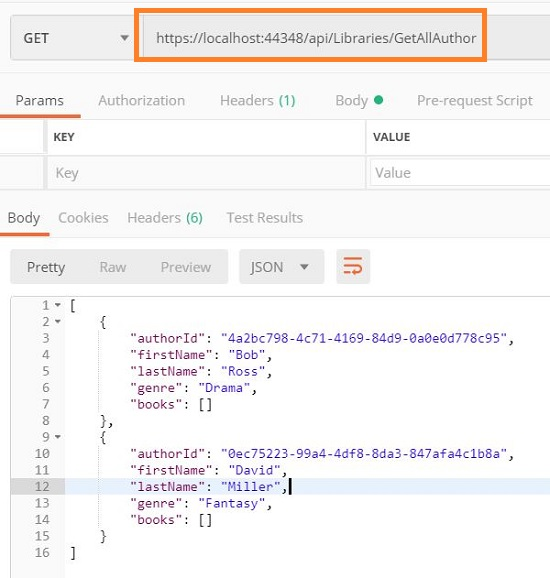 GET https://localhost:44348/api/Libraries/GetAllAuthor
Params Authorization Headers (1) Body Pre-request Script
KEY VALUE
Key Value
Body Cookies Headers (6) Test Results
Pretty Raw Preview JSON
1 [
2 {
3 "authorId": "4a2bc798-4c71-4169-84d9-0a0e0d778c95",
4 "firstName": "Bob",
5 "lastName": "Ross",
6 "genre": "Drama",
7 "books": []
8 },
9 {
10 "authorId": "0ec75223-99a4-4df8-8da3-847afa4c1b8a",
11 "firstName": "David",
12 "lastName": "Miller",
13 "genre": "Fantasy",
14 "books": []
15 }
16 ]